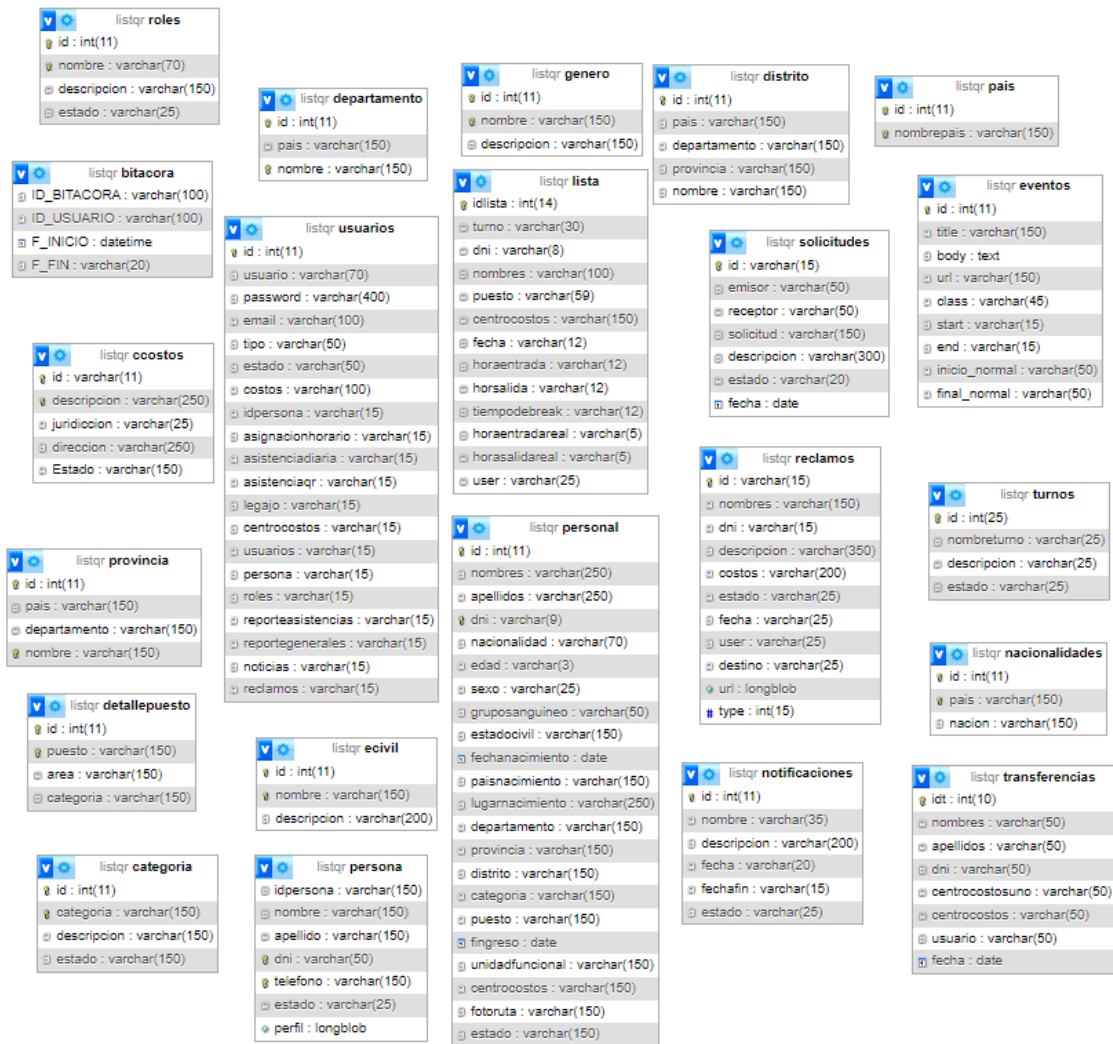 listqr roles
id : int(11)
nombre : varchar(70)
descripcion : varchar(150)
estado : varchar(25)
listqr departamento
id : int(11)
pais : varchar(150)
nombre : varchar(150)
listqr genero
id : int(11)
nombre : varchar(150)
descripcion : varchar(150)
listqr distrito
id : int(11)
pais : varchar(150)
departamento : varchar(150)
provincia : varchar(150)
nombre : varchar(150)
listqr pais
id : int(11)
nombrepais : varchar(150)
listqr bitacora
ID_BITACORA : varchar(100)
ID_USUARIO : varchar(100)
F_INICIO : datetime
F_FIN : varchar(20)
listqr usuarios
id : int(11)
usuario : varchar(70)
password : varchar(400)
email : varchar(100)
tipo : varchar(50)
estado : varchar(50)
costos : varchar(100)
idpersona : varchar(15)
asignacionhorario : varchar(15)
asistenciadiaria : varchar(15)
asistenciaqr : varchar(15)
legajo : varchar(15)
centrocostos : varchar(15)
usuarios : varchar(15)
persona : varchar(15)
roles : varchar(15)
reporteasistencias : varchar(15)
reportegenerales : varchar(15)
noticias : varchar(15)
reclamos : varchar(15)
listqr lista
idlista : int(14)
turno : varchar(30)
dni : varchar(8)
nombres : varchar(100)
puesto : varchar(59)
centrocostos : varchar(150)
fecha : varchar(12)
horaentrada : varchar(12)
horsalida : varchar(12)
tiempodebreak : varchar(12)
horaentradareal : varchar(5)
horasalidareal : varchar(5)
user : varchar(25)
listqr solicitudes
id : varchar(15)
emisor : varchar(50)
receptor : varchar(50)
solicitud : varchar(150)
descripcion : varchar(300)
estado : varchar(20)
fecha : date
listqr eventos
id : int(11)
title : varchar(150)
body : text
url : varchar(150)
class : varchar(45)
start : varchar(15)
end : varchar(15)
inicio_normal : varchar(50)
final_normal : varchar(50)
listqr ccostos
id : varchar(11)
descripcion : varchar(250)
juridiccion : varchar(25)
direccion : varchar(250)
Estado : varchar(150)
listqr reclamos
id : varchar(15)
nombres : varchar(150)
dni : varchar(15)
descripcion : varchar(350)
costos : varchar(200)
estado : varchar(25)
fecha : varchar(25)
user : varchar(25)
destino : varchar(25)
url : longblob
type : int(15)
listqr turnos
id : int(25)
nombreturno : varchar(25)
descripcion : varchar(25)
estado : varchar(25)
listqr provincia
id : int(11)
pais : varchar(150)
departamento : varchar(150)
nombre : varchar(150)
listqr personal
id : int(11)
nombres : varchar(250)
apellidos : varchar(250)
dni : varchar(9)
nacionalidad : varchar(70)
edad : varchar(3)
sexo : varchar(25)
gruposanguineo : varchar(50)
estadocivil : varchar(150)
fechanacimiento : date
paisnacimiento : varchar(150)
lugarnacimiento : varchar(250)
departamento : varchar(150)
provincia : varchar(150)
distrito : varchar(150)
categoria : varchar(150)
puesto : varchar(150)
fingreso : date
unidadfuncional : varchar(150)
centrocostos : varchar(150)
fotoruta : varchar(150)
estado : varchar(150)
listqr nacionalidades
id : int(11)
pais : varchar(150)
nacion : varchar(150)
listqr detallepuesto
id : int(11)
puesto : varchar(150)
area : varchar(150)
categoria : varchar(150)
listqr ecivil
id : int(11)
nombre : varchar(150)
descripcion : varchar(200)
listqr notificaciones
id : int(11)
nombre : varchar(35)
descripcion : varchar(200)
fecha : varchar(20)
fechafin : varchar(15)
estado : varchar(25)
listqr transferencias
idt : int(10)
nombres : varchar(50)
apellidos : varchar(50)
dni : varchar(50)
centrocostosuno : varchar(50)
centrocostos : varchar(50)
usuario : varchar(50)
fecha : date
listqr categoria
id : int(11)
categoria : varchar(150)
descripcion : varchar(150)
estado : varchar(150)
listqr persona
idpersona : varchar(150)
nombre : varchar(150)
apellido : varchar(150)
dni : varchar(50)
telefono : varchar(150)
estado : varchar(25)
perfil : longblob